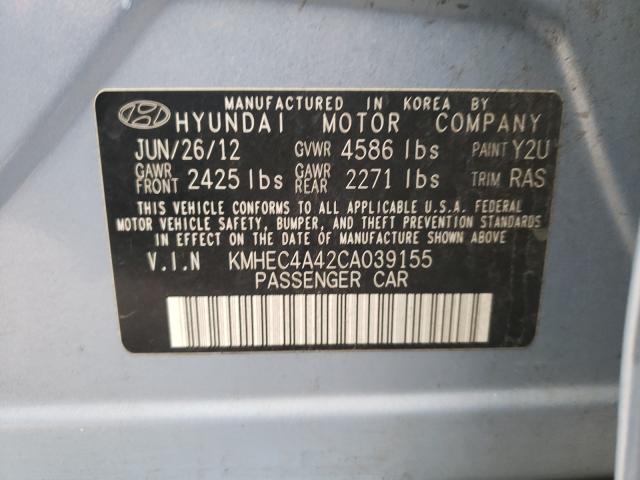 MANUFACTURED IN KOREA BY
HYUNDAI MOTOR COMPANY
JUN/26/12 GVWR 4586 lbs PAINT Y2U
GAWR FRONT 2425 lbs GAWR REAR 2271 lbs TRIM RAS
THIS VEHICLE CONFORMS TO ALL APPLICABLE U.S.A. FEDERAL
MOTOR VEHICLE SAFETY, BUMPER, AND THEFT PREVENTION STANDARDS
IN EFFECT ON THE DATE OF MANUFACTURE SHOWN ABOVE
V.I.N KMHEC4A42CA039155
PASSENGER CAR